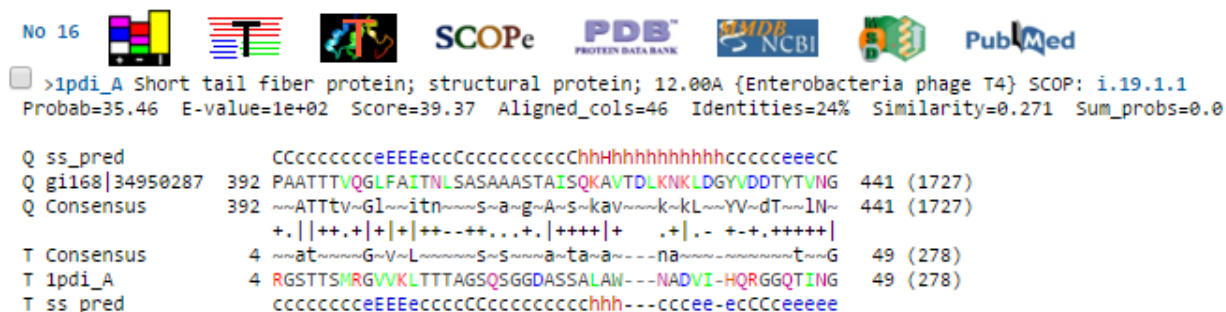 No 16 SCOPe PDB PROTEIN DATA BANK MMDB NCBI PubMed
>1pdi_A Short tail fiber protein; structural protein; 12.00A {Enterobacteria phage T4} SCOP: i.19.1.1
Probab=35.46 E-value=1e+02 Score=39.37 Aligned_cols=46 Identities=24% Similarity=0.271 Sum_probs=0.0
Q ss_pred CCccccccceEEEeccCccccccccccChhHhhhhhhhhhccccceeecC
Q gi168|34950287 392 PAATTTVQGLFAITNLSASAAASTAISQKAVTDLKNKLDGYVDDTYTVNG 441 (1727)
Q Consensus 392 ~~ATTtv~Gl~~itn~~~s~a~g~A~s~kav~~~k~kL~~YV~dT~~lN~ 441 (1727)
+.||++.+|+|+|++--++...+.|++++|+   .+|.- +-+.+++++|
T Consensus 4 ~~at~~~~G~v~L~~~~~s~s~~~a~ta~a~---na~~~-~~~~~~t~~G 49 (278)
T 1pdi_A 4 RGSTTSMRGVVKLTTTAGSQSGGDASSALAW---NADVI-HQRGGQTING 49 (278)
T ss_pred ccccccccceEEEeccccCCcccccccchhh---cccee-ecCCceeeee